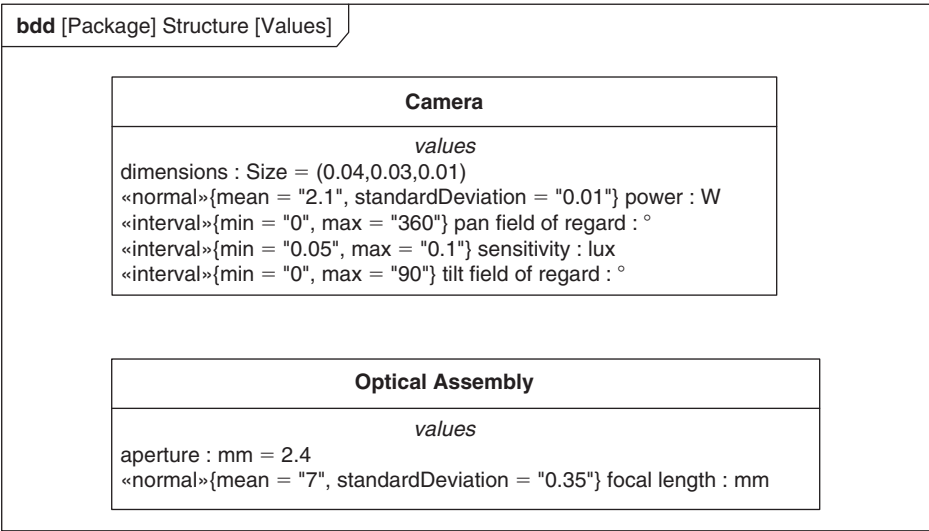 bdd [Package] Structure [Values]
Camera
values
dimensions : Size = (0.04,0.03,0.01)
«normal»{mean = "2.1", standardDeviation = "0.01"} power : W
«interval»{min = "0", max = "360"} pan field of regard : °
«interval»{min = "0.05", max = "0.1"} sensitivity : lux
«interval»{min = "0", max = "90"} tilt field of regard : °
Optical Assembly
values
aperture : mm = 2.4
«normal»{mean = "7", standardDeviation = "0.35"} focal length : mm